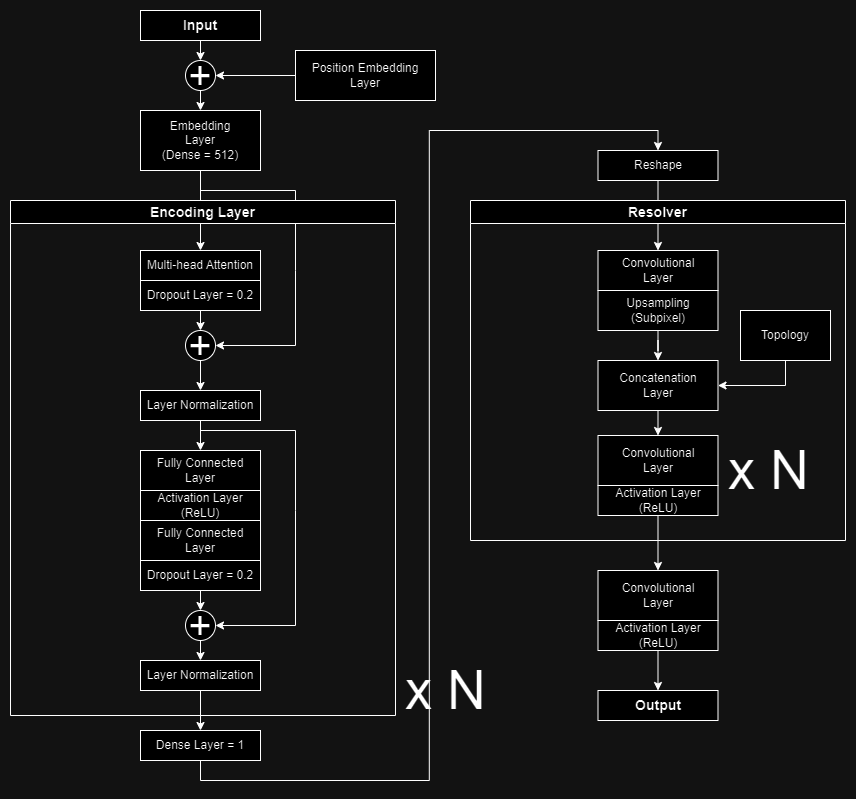 Input
Position Embedding
Layer
Embedding
Layer
(Dense = 512)
Encoding Layer
Multi-head Attention
Dropout Layer = 0.2
Layer Normalization
Fully Connected
Layer
Activation Layer
(ReLU)
Fully Connected
Layer
Dropout Layer = 0.2
Layer Normalization
x N
Dense Layer = 1
Reshape
Resolver
Convolutional
Layer
Upsampling
(Subpixel)
Topology
Concatenation
Layer
Convolutional
Layer
Activation Layer
(ReLU)
x N
Convolutional
Layer
Activation Layer
(ReLU)
Output